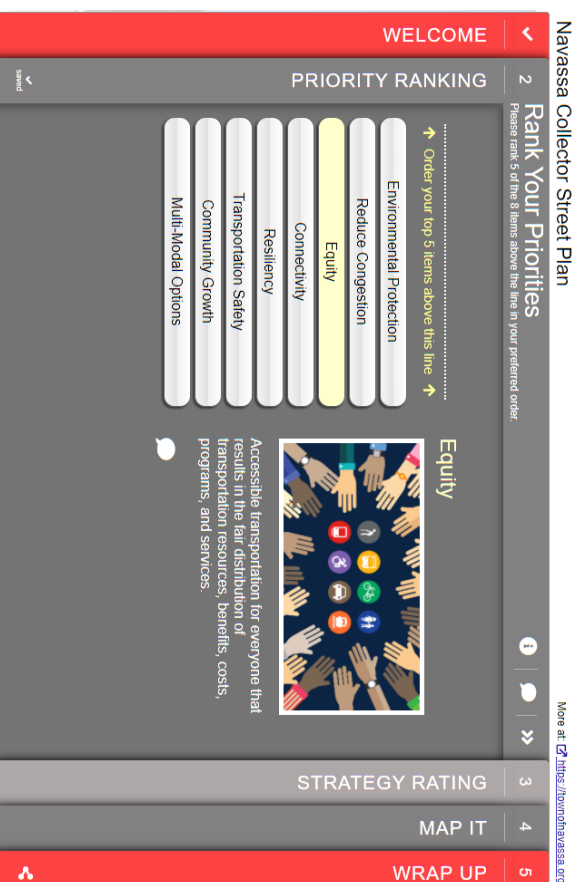 Navassa Collector Street Plan
More at: https://townofnavassa.org
WELCOME
2
PRIORITY RANKING
saved
Rank Your Priorities
Please rank 5 of the 8 items above the line in your preferred order.
Order your top 5 items above this line
Environmental Protection
Reduce Congestion
Equity
Connectivity
Resiliency
Transportation Safety
Community Growth
Multi-Modal Options
Equity
Accessible transportation for everyone that
results in the fair distribution of
transportation resources, benefits, costs,
programs, and services.
3
STRATEGY RATING
4
MAP IT
5
WRAP UP